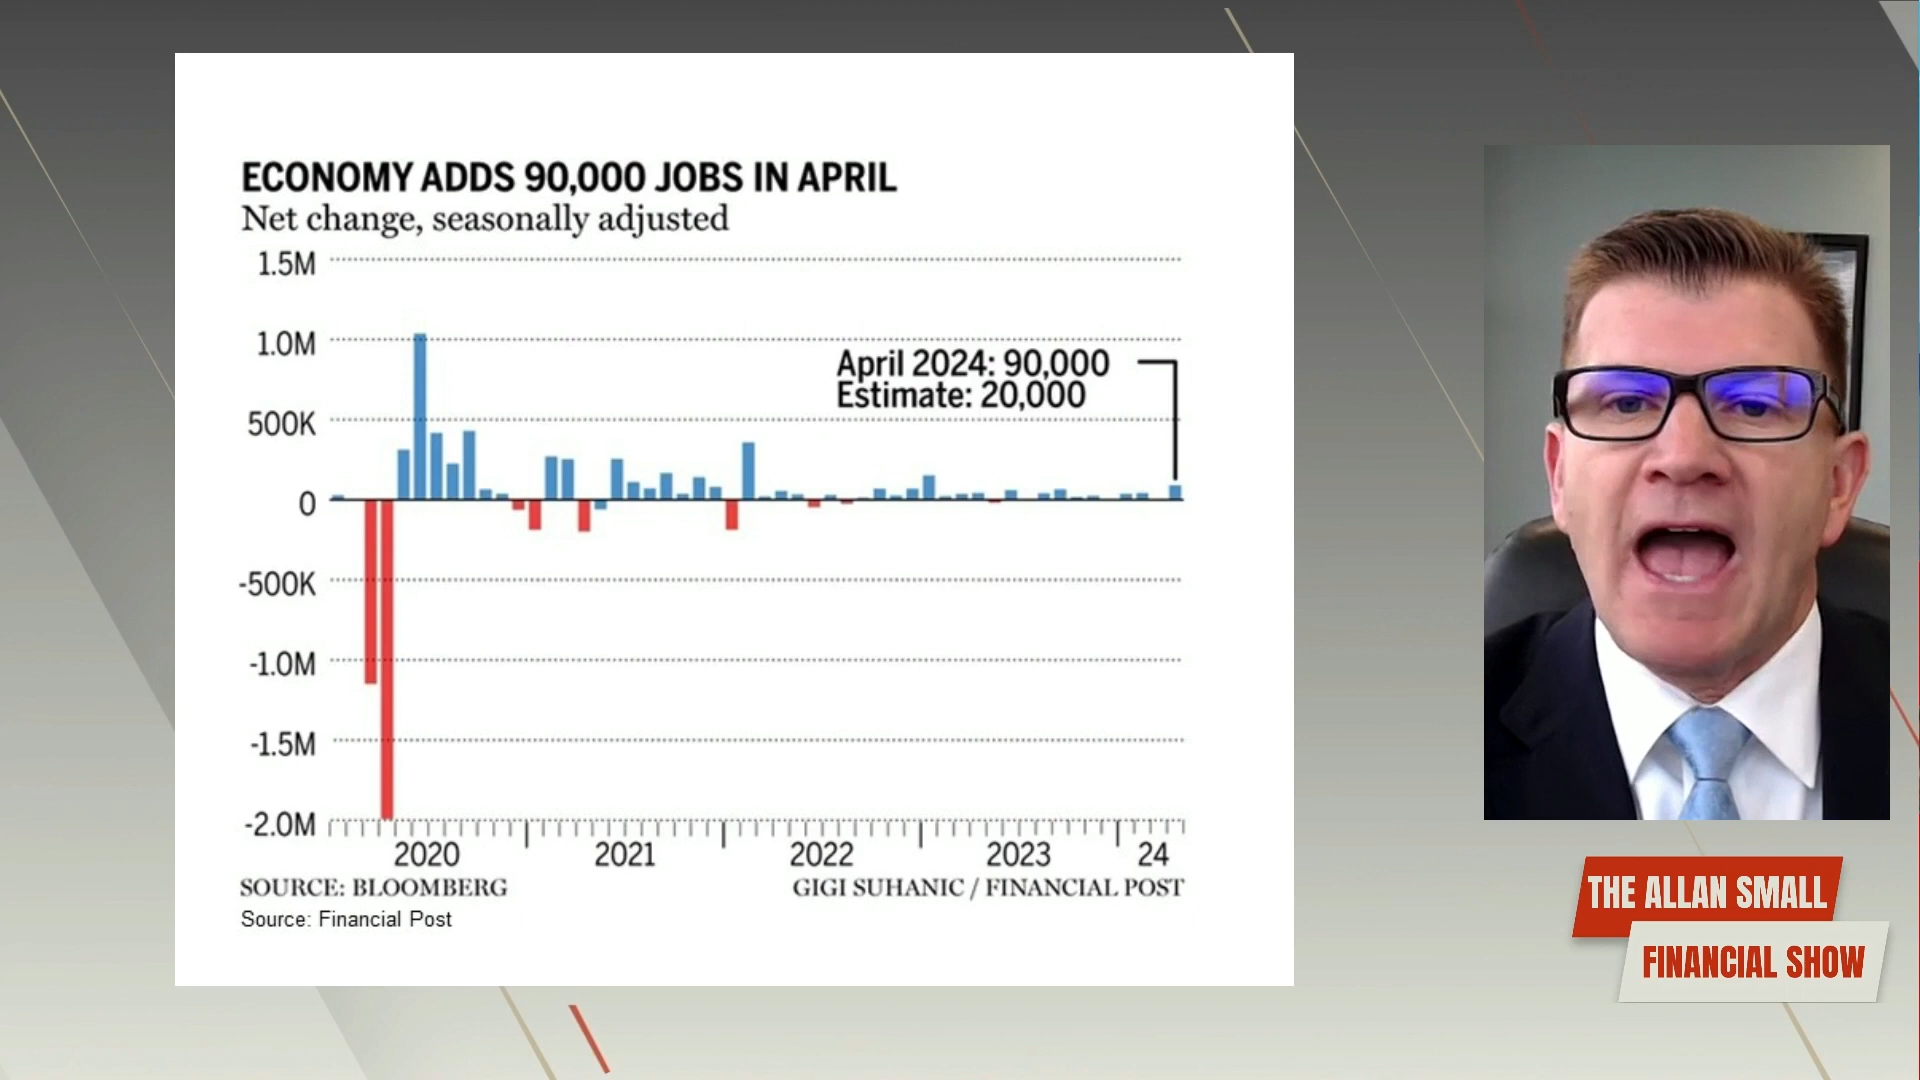 ECONOMY ADDS 90,000 JOBS IN APRIL
Net change, seasonally adjusted
1.5M
1.0M
April 2024: 90,000
Estimate: 20,000
500K
0
-500K
-1.0M
-1.5M
-2.0M
2020 2021 2022 2023 24
SOURCE: BLOOMBERG GIGI SUHANIC / FINANCIAL POST
Source: Financial Post
THE ALLAN SMALL
FINANCIAL SHOW